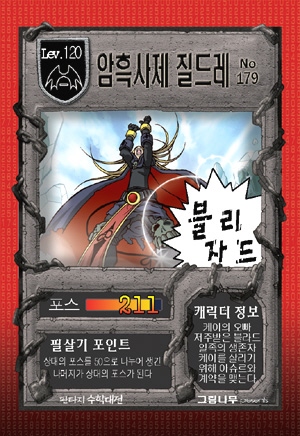 Lev.120
암흑사제 질드레 No 179
블리
자드
포스 211
필살기 포인트
상대의 포스를 50으로 나누어 생긴
나머지가 상대의 포스가 된다
판타지 수학대전
캐릭터 정보
케이의 오빠
저주받은 블라드
일족의 생존자
케이를 살리기
위해 아슈르와
계약을 맺는다
그림나무 presents